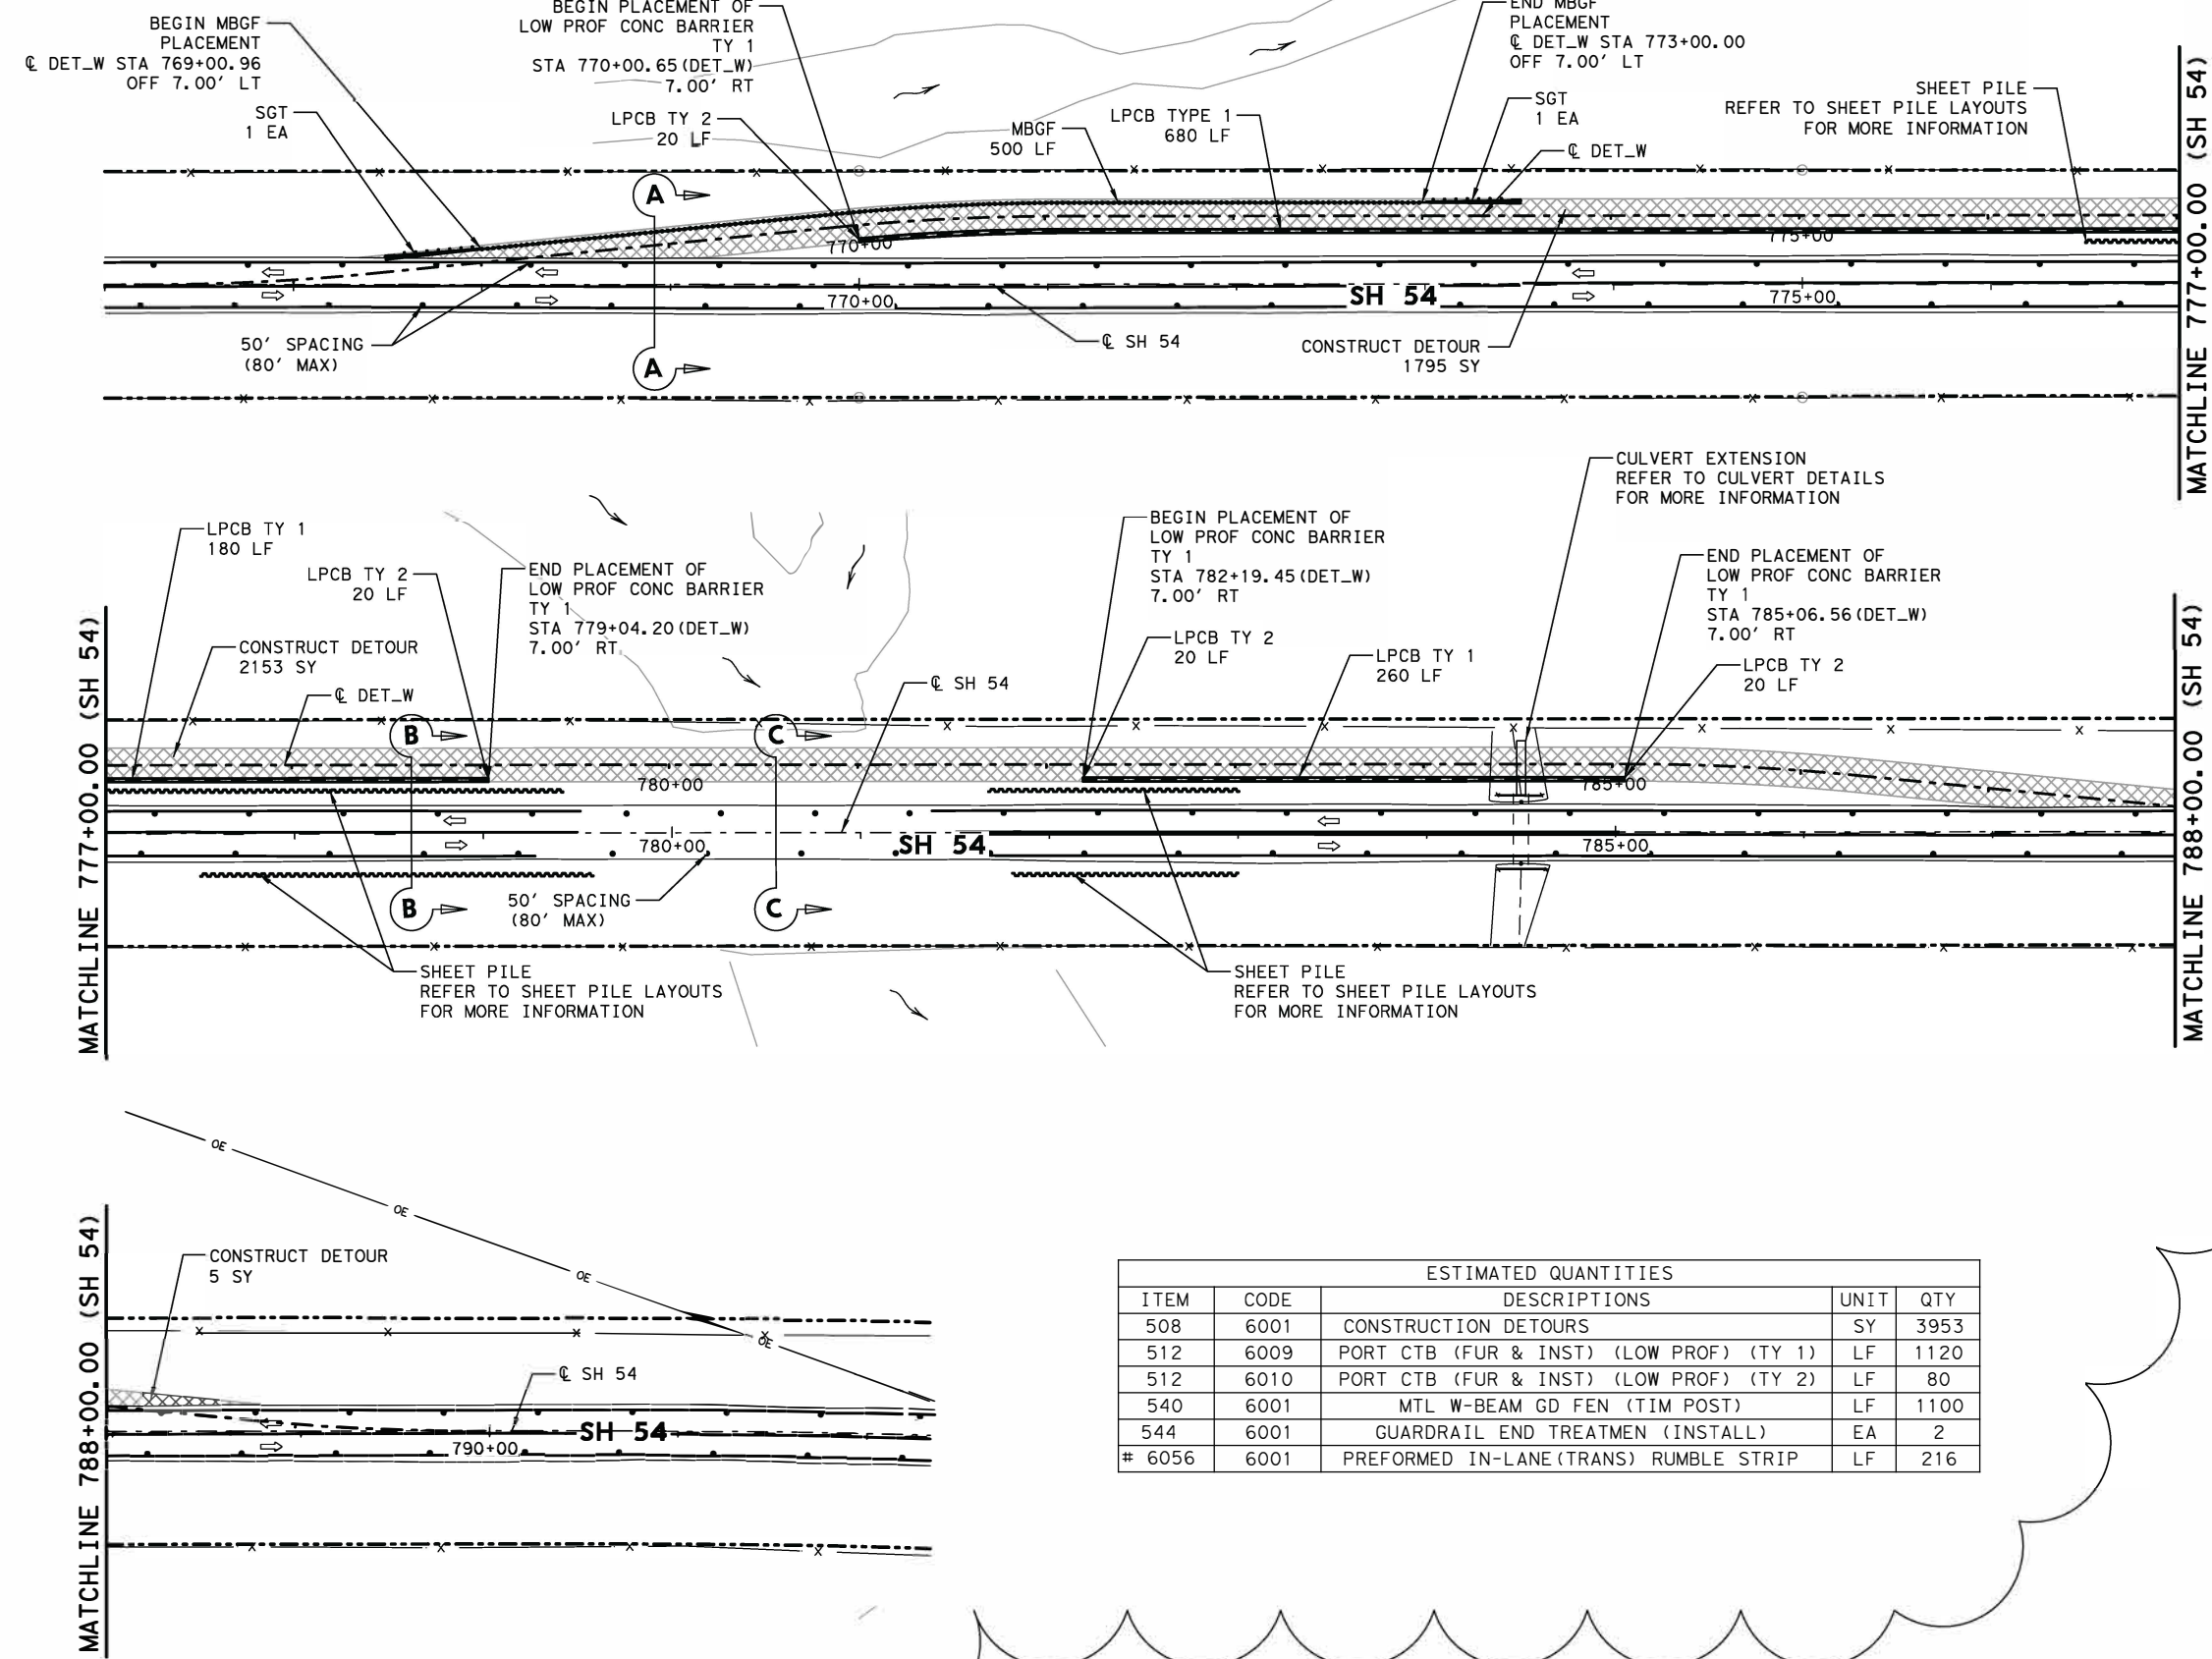 BEGIN MBGF
PLACEMENT
℄ DET_W STA 769+00.96
OFF 7.00' LT
SGT
1 EA
BEGIN PLACEMENT OF
LOW PROF CONC BARRIER
TY 1
STA 770+00.65(DET_W)
7.00' RT
LPCB TY 2
20 LF
MBGF
500 LF
LPCB TYPE 1
680 LF
END MBGF
PLACEMENT
℄ DET_W STA 773+00.00
OFF 7.00' LT
SGT
1 EA
℄ DET_W
SHEET PILE
REFER TO SHEET PILE LAYOUTS
FOR MORE INFORMATION
A
770+00
775+00
770+00
SH 54
775+00
50' SPACING
(80' MAX)
A
℄ SH 54
CONSTRUCT DETOUR
1795 SY
MATCHLINE 777+00.00 (SH 54)
MATCHLINE 777+00.00 (SH 54)
LPCB TY 1
180 LF
LPCB TY 2
20 LF
END PLACEMENT OF
LOW PROF CONC BARRIER
TY 1
STA 779+04.20(DET_W)
7.00' RT
CONSTRUCT DETOUR
2153 SY
℄ DET_W
℄ SH 54
BEGIN PLACEMENT OF
LOW PROF CONC BARRIER
TY 1
STA 782+19.45(DET_W)
7.00' RT
LPCB TY 2
20 LF
LPCB TY 1
260 LF
CULVERT EXTENSION
REFER TO CULVERT DETAILS
FOR MORE INFORMATION
END PLACEMENT OF
LOW PROF CONC BARRIER
TY 1
STA 785+06.56(DET_W)
7.00' RT
LPCB TY 2
20 LF
B
C
780+00
785+00
780+00
SH 54
785+00
B
50' SPACING
(80' MAX)
C
SHEET PILE
REFER TO SHEET PILE LAYOUTS
FOR MORE INFORMATION
SHEET PILE
REFER TO SHEET PILE LAYOUTS
FOR MORE INFORMATION
MATCHLINE 788+00.00 (SH 54)
MATCHLINE 788+00.00 (SH 54)
OE
OE
OE
OE
CONSTRUCT DETOUR
5 SY
℄ SH 54
SH 54
790+00
ESTIMATED QUANTITIES
ITEM CODE DESCRIPTIONS UNIT QTY
508 6001 CONSTRUCTION DETOURS SY 3953
512 6009 PORT CTB (FUR & INST) (LOW PROF) (TY 1) LF 1120
512 6010 PORT CTB (FUR & INST) (LOW PROF) (TY 2) LF 80
540 6001 MTL W-BEAM GD FEN (TIM POST) LF 1100
544 6001 GUARDRAIL END TREATMEN (INSTALL) EA 2
# 6056 6001 PREFORMED IN-LANE(TRANS) RUMBLE STRIP LF 216